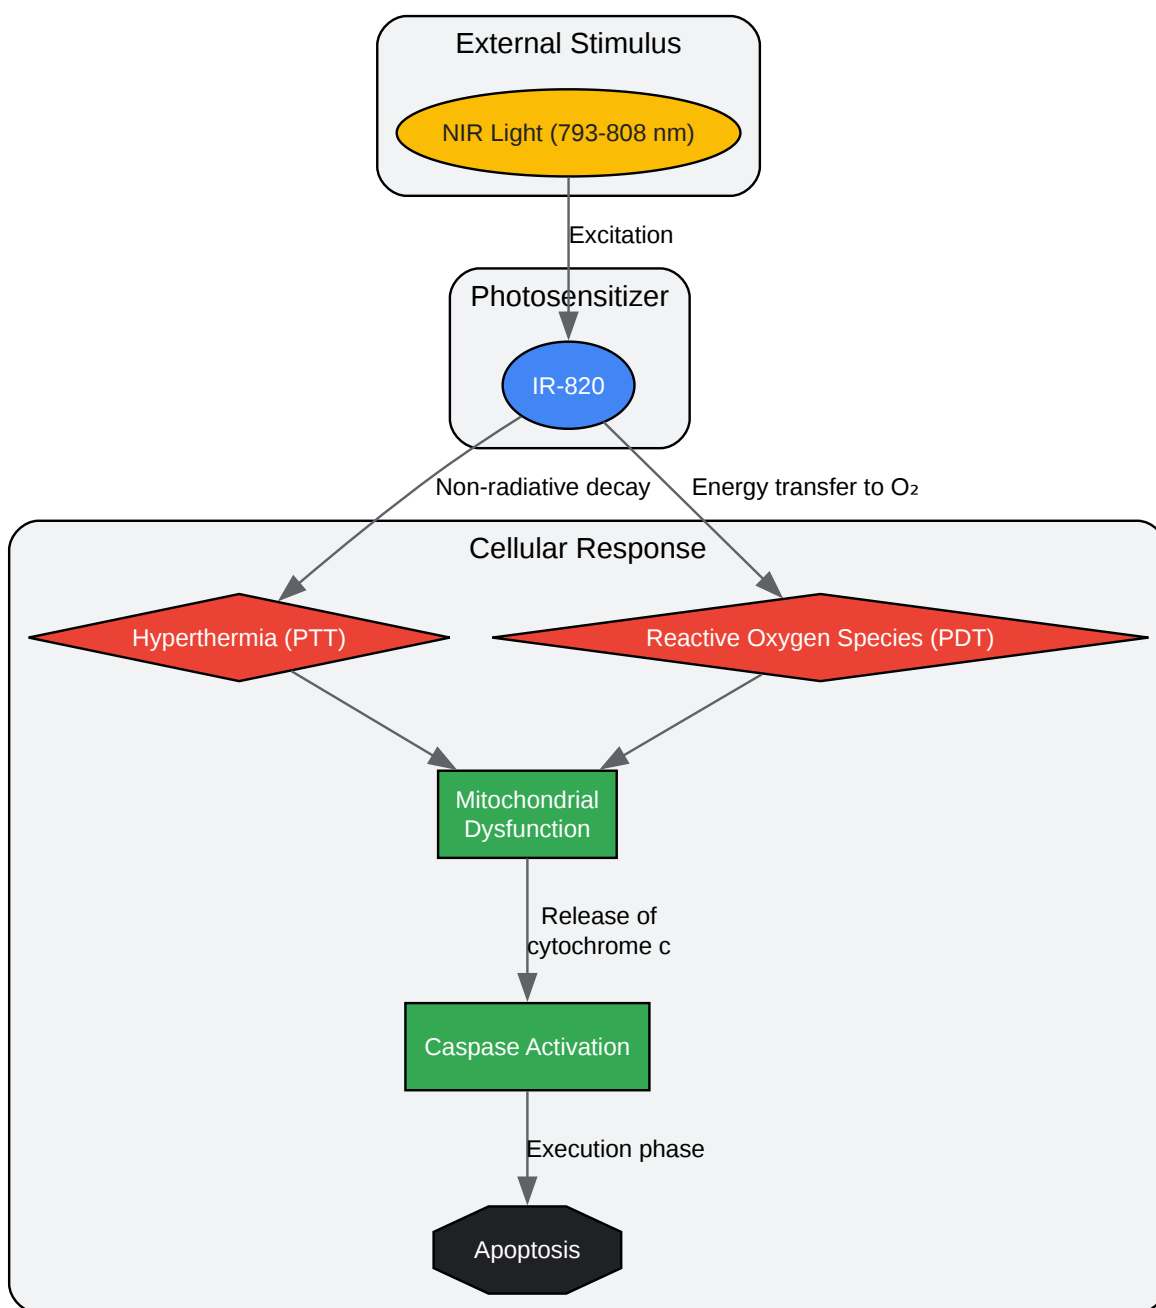 External Stimulus
NIR Light (793-808 nm)
Excitation
Photosensitizer
IR-820
Non-radiative decay
Energy transfer to O₂
Cellular Response
Hyperthermia (PTT)
Reactive Oxygen Species (PDT)
Mitochondrial
Dysfunction
Release of
cytochrome c
Caspase Activation
Execution phase
Apoptosis